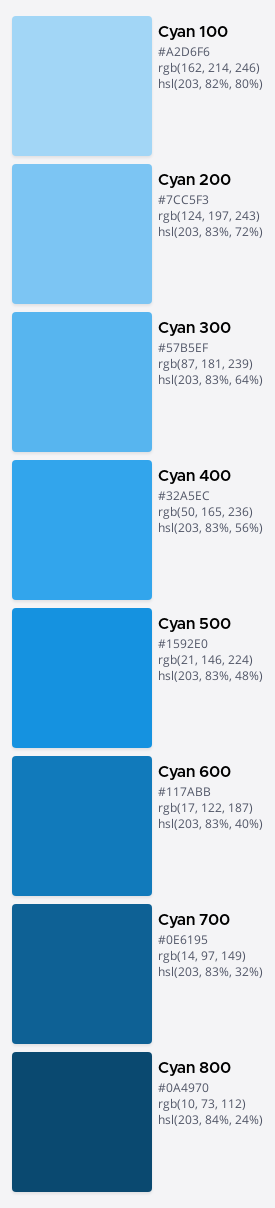 Cyan 100
#A2D6F6
rgb(162, 214, 246)
hsl(203, 82%, 80%)
Cyan 200
#7CC5F3
rgb(124, 197, 243)
hsl(203, 83%, 72%)
Cyan 300
#57B5EF
rgb(87, 181, 239)
hsl(203, 83%, 64%)
Cyan 400
#32A5EC
rgb(50, 165, 236)
hsl(203, 83%, 56%)
Cyan 500
#1592E0
rgb(21, 146, 224)
hsl(203, 83%, 48%)
Cyan 600
#117ABB
rgb(17, 122, 187)
hsl(203, 83%, 40%)
Cyan 700
#0E6195
rgb(14, 97, 149)
hsl(203, 83%, 32%)
Cyan 800
#0A4970
rgb(10, 73, 112)
hsl(203, 84%, 24%)